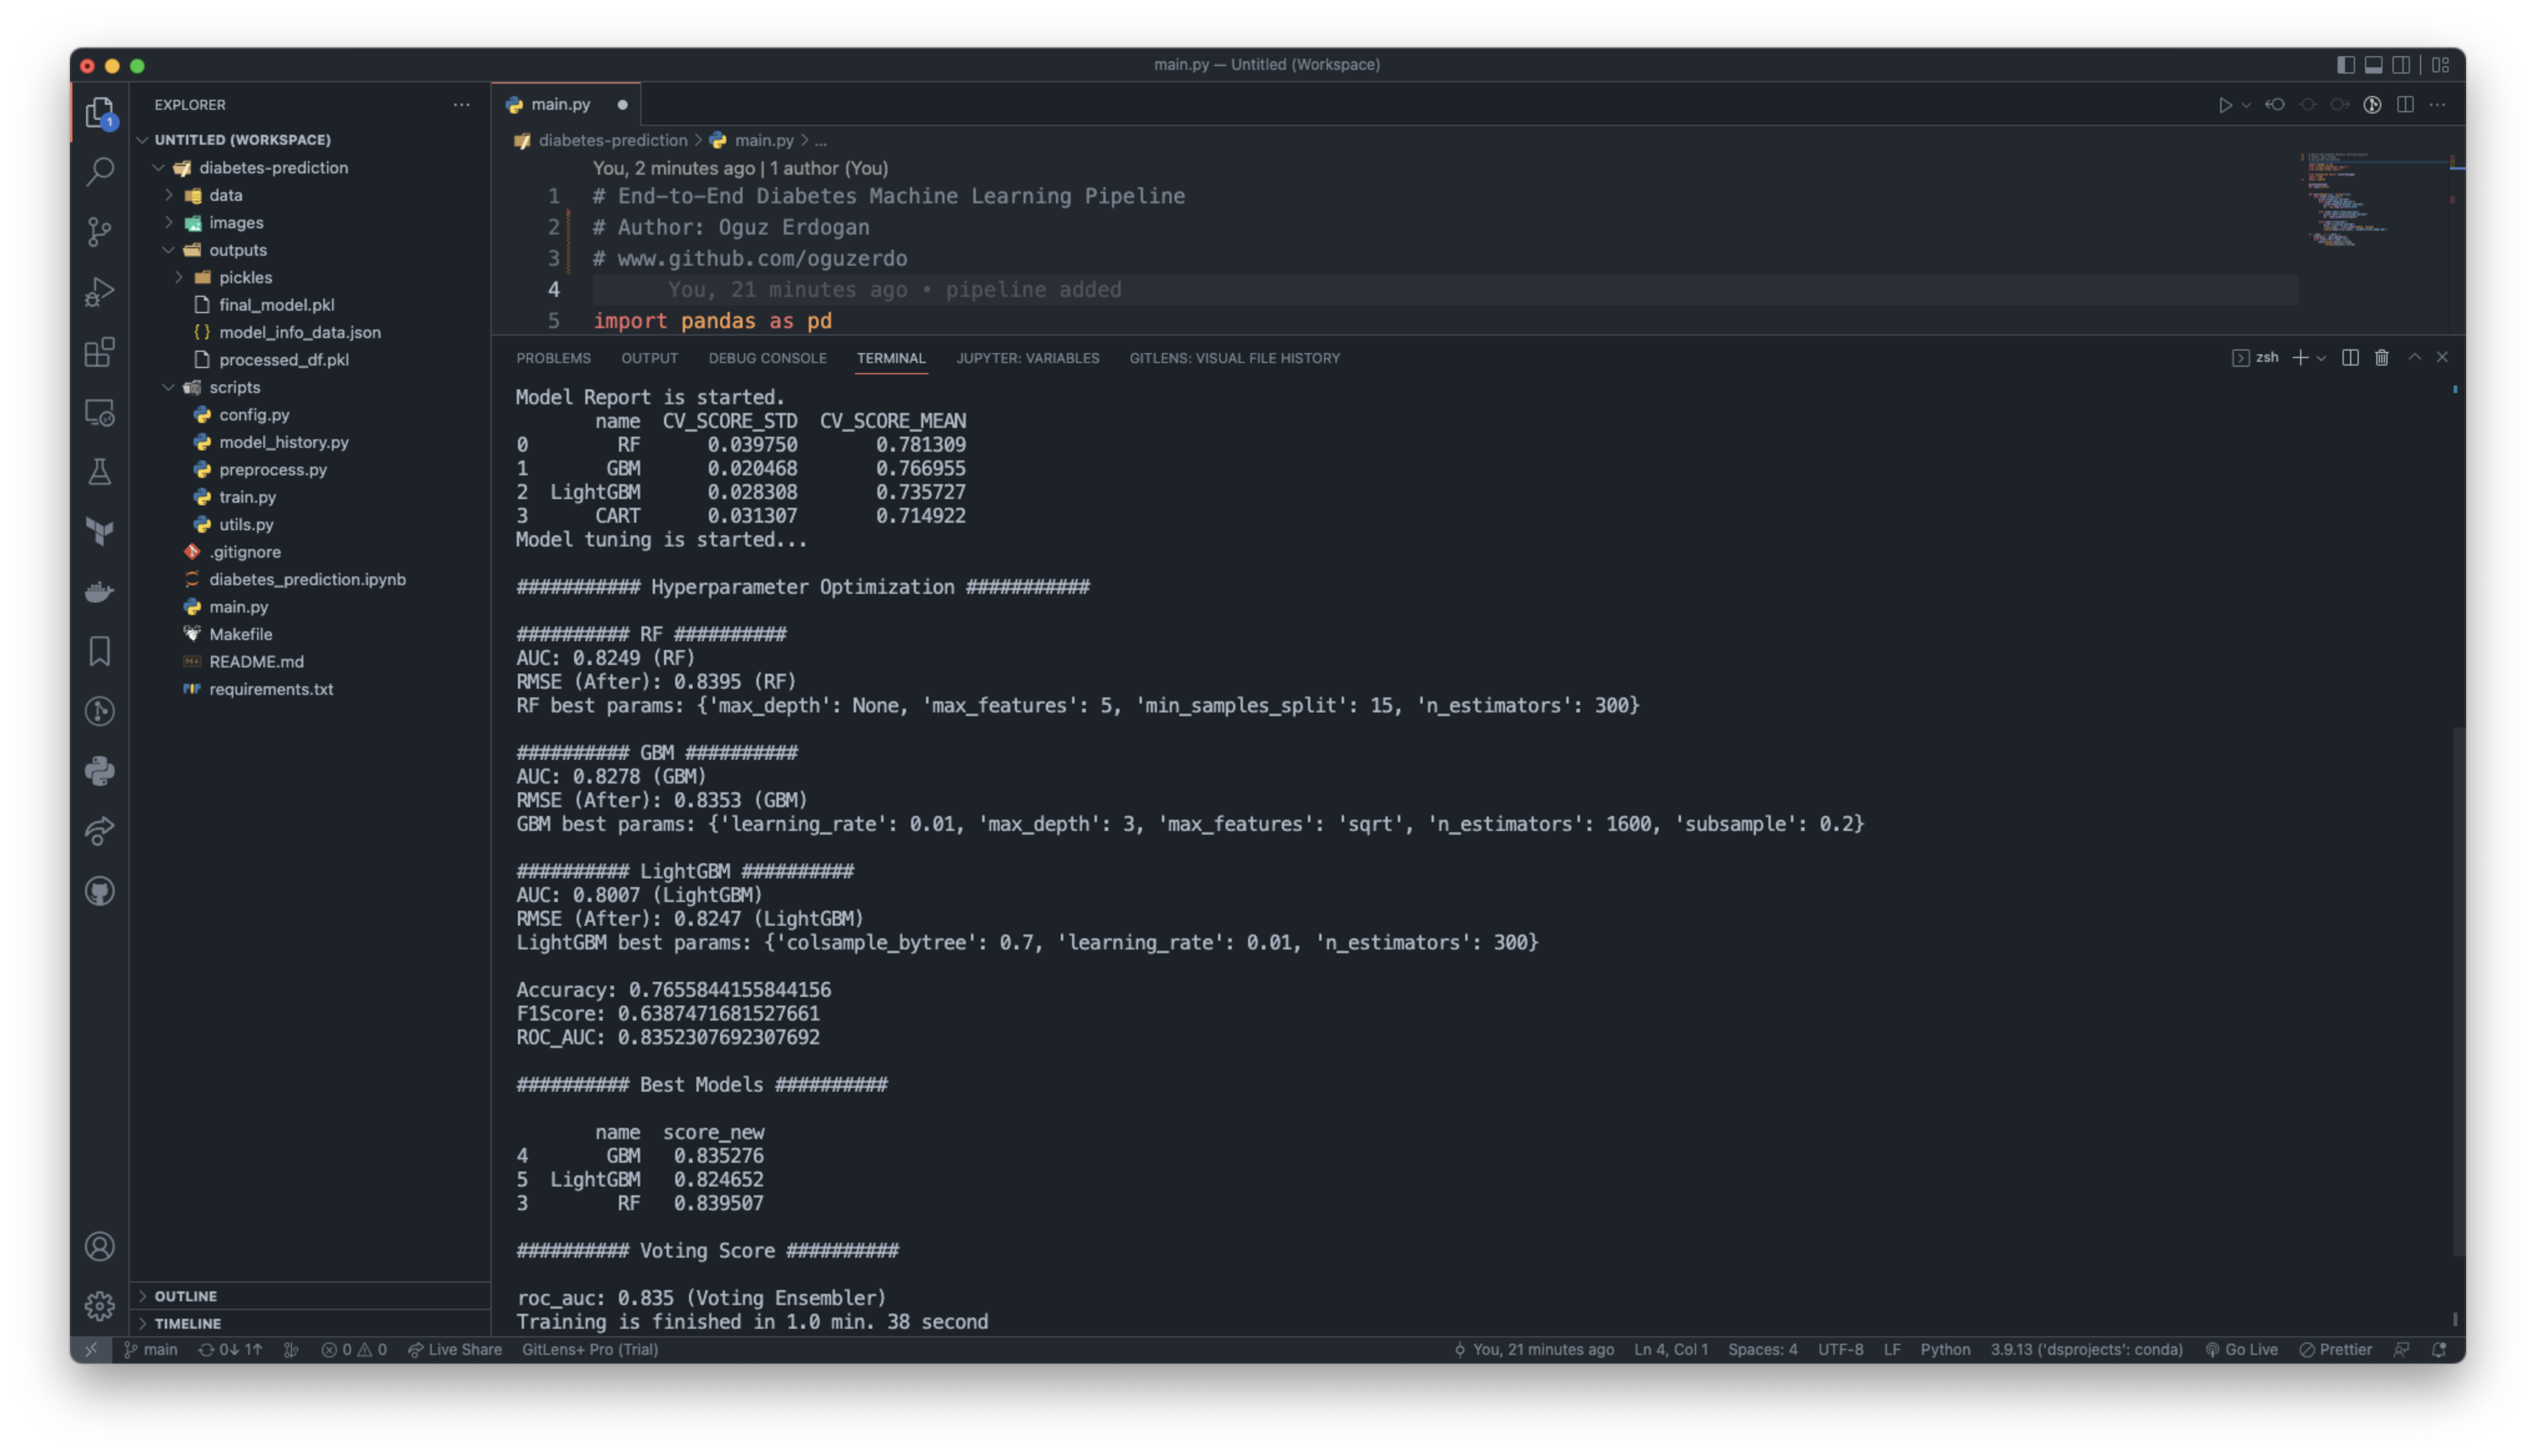 main.py — Untitled (Workspace)
EXPLORER
UNTITLED (WORKSPACE)
diabetes-prediction
data
images
outputs
pickles
final_model.pkl
model_info_data.json
processed_df.pkl
scripts
config.py
model_history.py
preprocess.py
train.py
utils.py
.gitignore
diabetes_prediction.ipynb
main.py
Makefile
README.md
requirements.txt
OUTLINE
TIMELINE
1
main.py
diabetes-prediction > main.py > ...
You, 2 minutes ago | 1 author (You)
1 # End-to-End Diabetes Machine Learning Pipeline
2 # Author: Oguz Erdogan
3 # www.github.com/oguzerdo
4 You, 21 minutes ago • pipeline added
5 import pandas as pd
PROBLEMS OUTPUT DEBUG CONSOLE TERMINAL JUPYTER: VARIABLES GITLENS: VISUAL FILE HISTORY zsh
Model Report is started.
name CV_SCORE_STD CV_SCORE_MEAN
0 RF 0.039750 0.781309
1 GBM 0.020468 0.766955
2 LightGBM 0.028308 0.735727
3 CART 0.031307 0.714922
Model tuning is started...
########### Hyperparameter Optimization ###########
########## RF ##########
AUC: 0.8249 (RF)
RMSE (After): 0.8395 (RF)
RF best params: {'max_depth': None, 'max_features': 5, 'min_samples_split': 15, 'n_estimators': 300}
########## GBM ##########
AUC: 0.8278 (GBM)
RMSE (After): 0.8353 (GBM)
GBM best params: {'learning_rate': 0.01, 'max_depth': 3, 'max_features': 'sqrt', 'n_estimators': 1600, 'subsample': 0.2}
########## LightGBM ##########
AUC: 0.8007 (LightGBM)
RMSE (After): 0.8247 (LightGBM)
LightGBM best params: {'colsample_bytree': 0.7, 'learning_rate': 0.01, 'n_estimators': 300}
Accuracy: 0.7655844155844156
F1Score: 0.6387471681527661
ROC_AUC: 0.8352307692307692
########## Best Models ##########
name score_new
4 GBM 0.835276
5 LightGBM 0.824652
3 RF 0.839507
########## Voting Score ##########
roc_auc: 0.835 (Voting Ensembler)
Training is finished in 1.0 min. 38 second
main 0↓ 1↑ 0 0 Live Share GitLens+ Pro (Trial) You, 21 minutes ago Ln 4, Col 1 Spaces: 4 UTF-8 LF Python 3.9.13 ('dsprojects': conda) Go Live Prettier